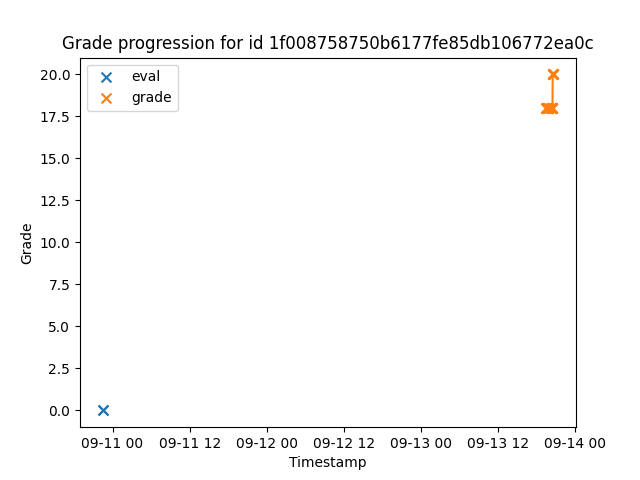 Grade progression for id 1f008758750b6177fe85db106772ea0c
eval
grade
20.0
17.5
15.0
12.5
10.0
7.5
5.0
2.5
0.0
Grade
09-11 00 09-11 12 09-12 00 09-12 12 09-13 00 09-13 12 09-14 00
Timestamp